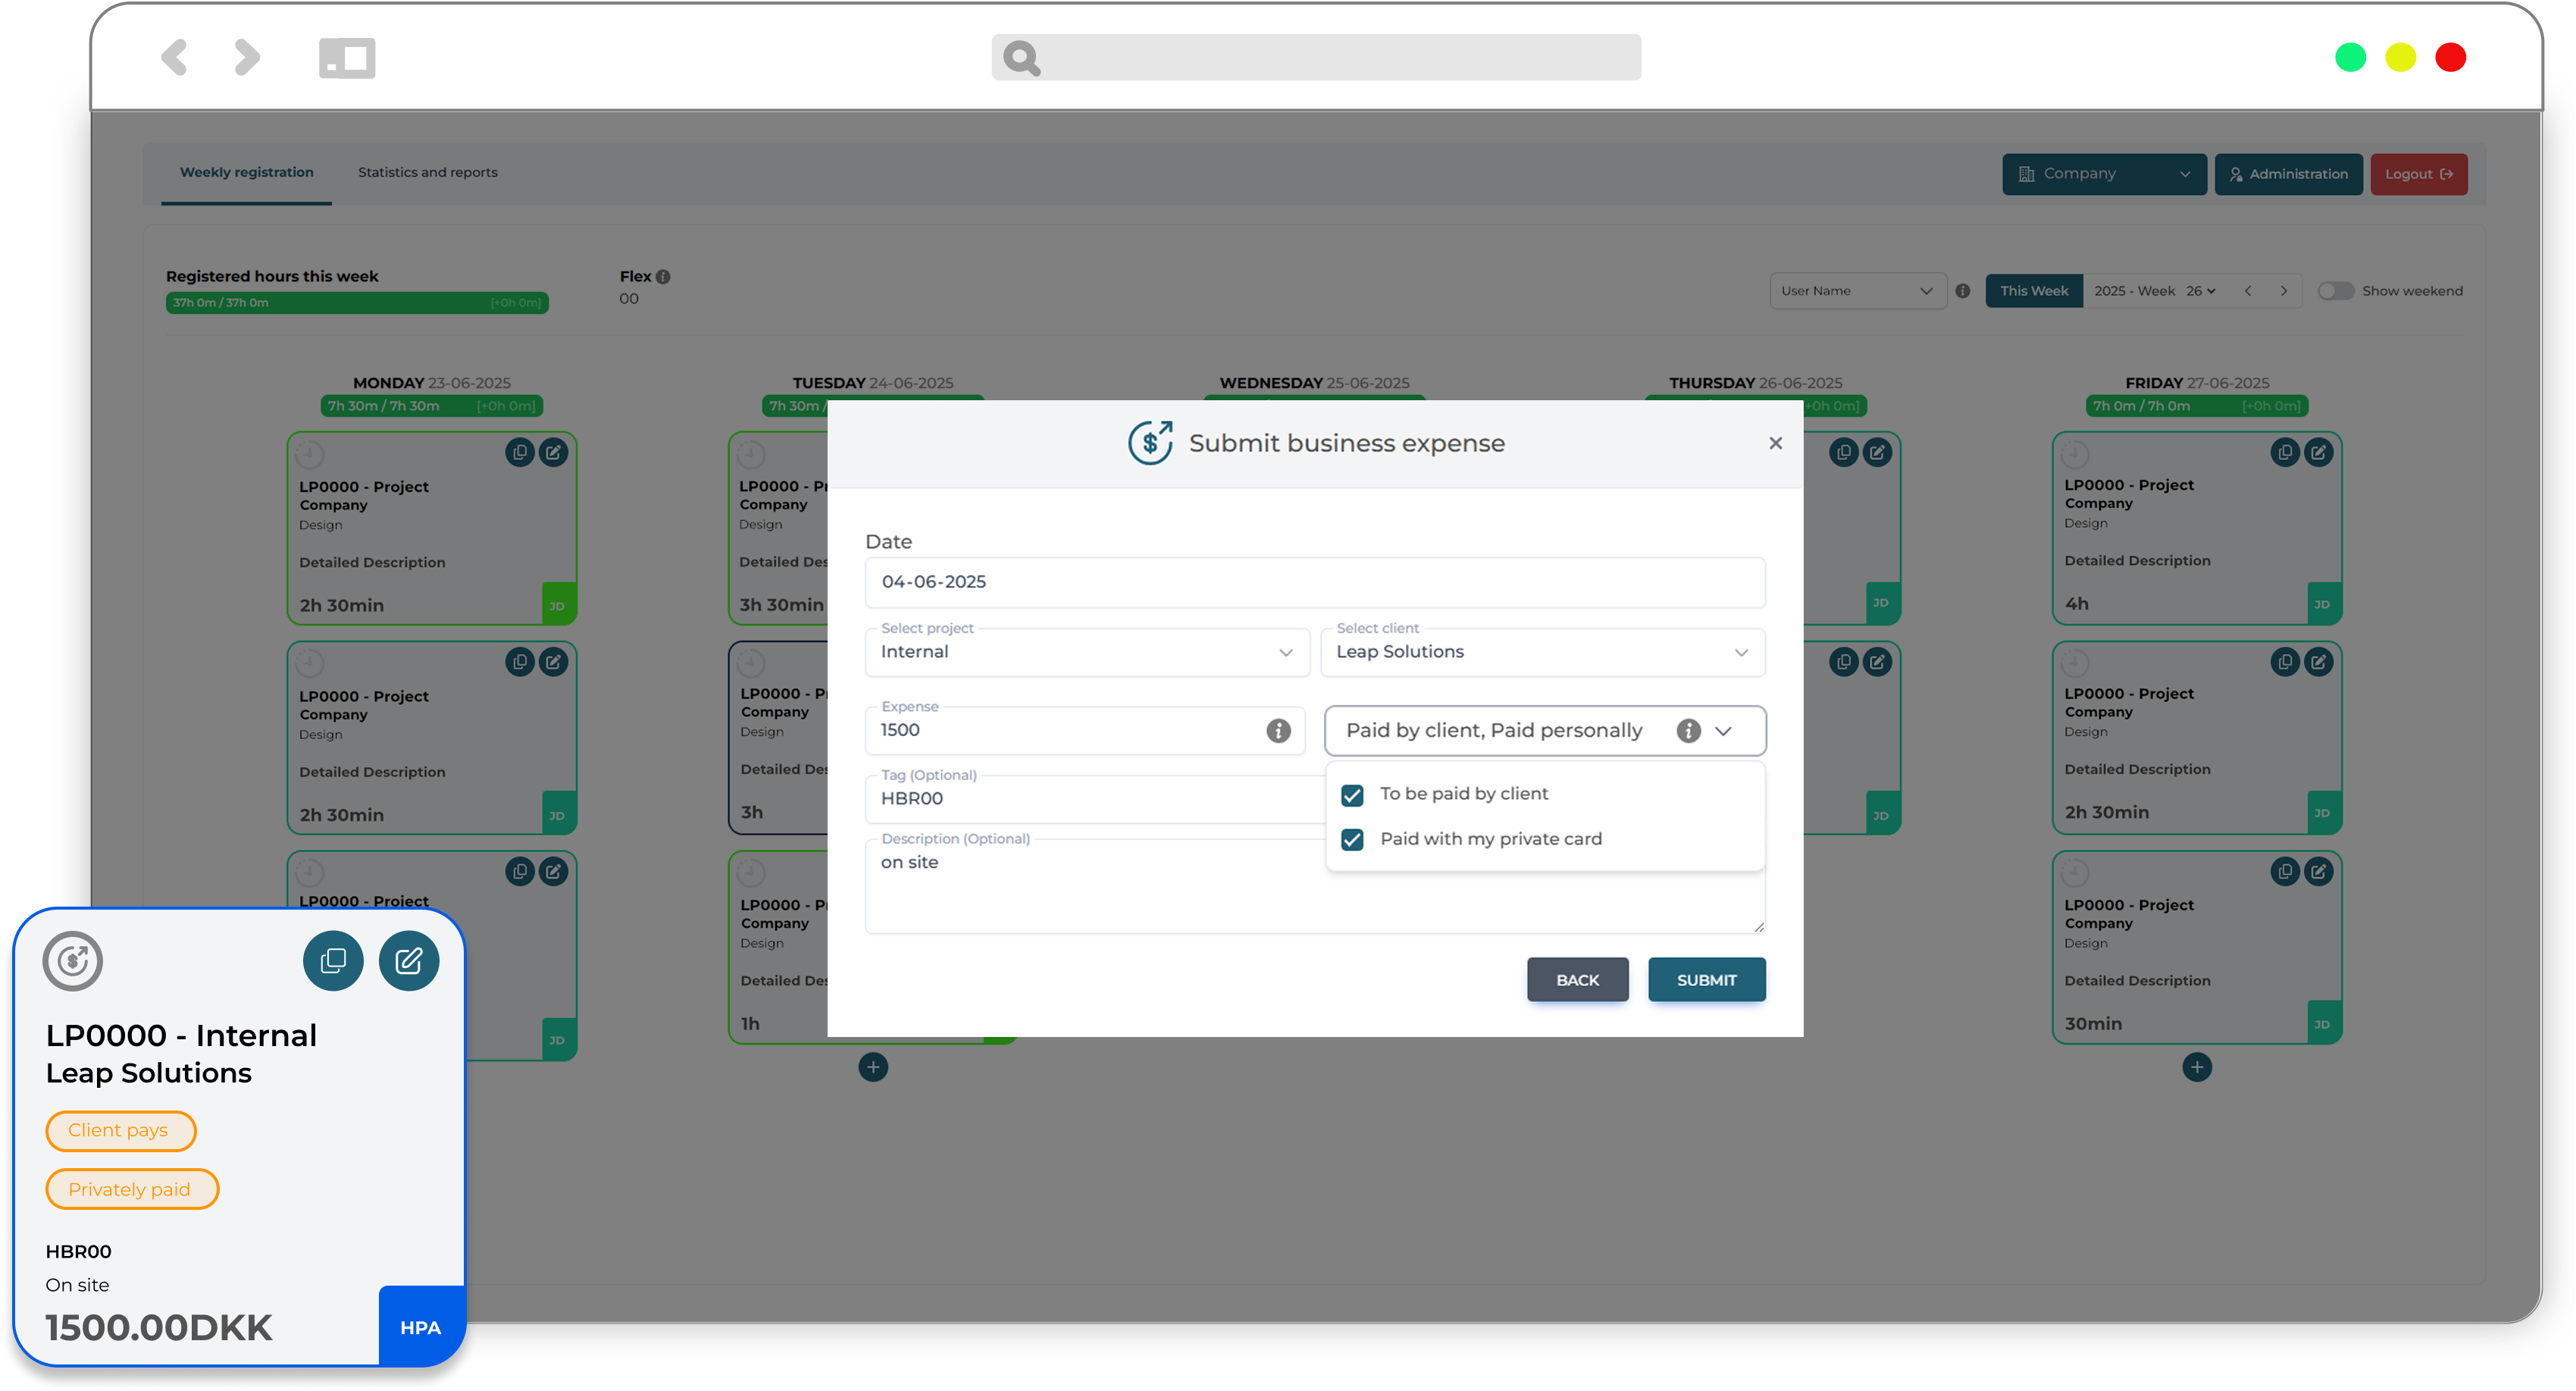 Weekly registration
Statistics and reports
Company
Administration
Logout
Registered hours this week
37h 0m / 37h 0m [+0h 0m]
Flex
00
User Name
This Week
2025 - Week 26
Show weekend
MONDAY 23-06-2025
7h 30m / 7h 30m [+0h 0m]
LP0000 - Project
Company
Design
Detailed Description
2h 30min
JD
LP0000 - Project
Company
Design
Detailed Description
2h 30min
JD
LP0000 - Project
JD
TUESDAY 24-06-2025
7h 30m /
LP0000 - P
Company
Design
Detailed Des
3h 30min
LP0000 - P
Company
Design
Detailed Des
3h
LP0000 - P
Company
Design
Detailed Des
1h
WEDNESDAY 25-06-2025
THURSDAY 26-06-2025
+0h 0m]
JD
JD
FRIDAY 27-06-2025
7h 0m / 7h 0m [+0h 0m]
LP0000 - Project
Company
Design
Detailed Description
4h
JD
LP0000 - Project
Company
Design
Detailed Description
2h 30min
JD
LP0000 - Project
Company
Design
Detailed Description
30min
JD
Submit business expense
Date
04-06-2025
Select project
Internal
Select client
Leap Solutions
Expense
1500
Paid by client, Paid personally
To be paid by client
Paid with my private card
Tag (Optional)
HBR00
Description (Optional)
on site
BACK
SUBMIT
LP0000 - Internal
Leap Solutions
Client pays
Privately paid
HBR00
On site
1500.00DKK
HPA